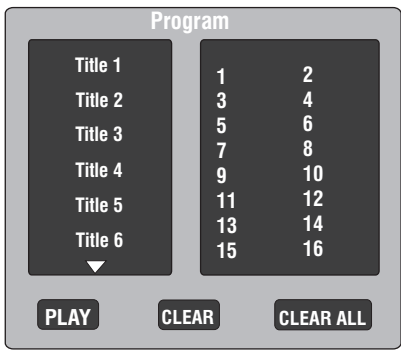 Program
Title 1
Title 2
Title 3
Title 4
Title 5
Title 6
1 2
3 4
5 6
7 8
9 10
11 12
13 14
15 16
PLAY CLEAR CLEAR ALL